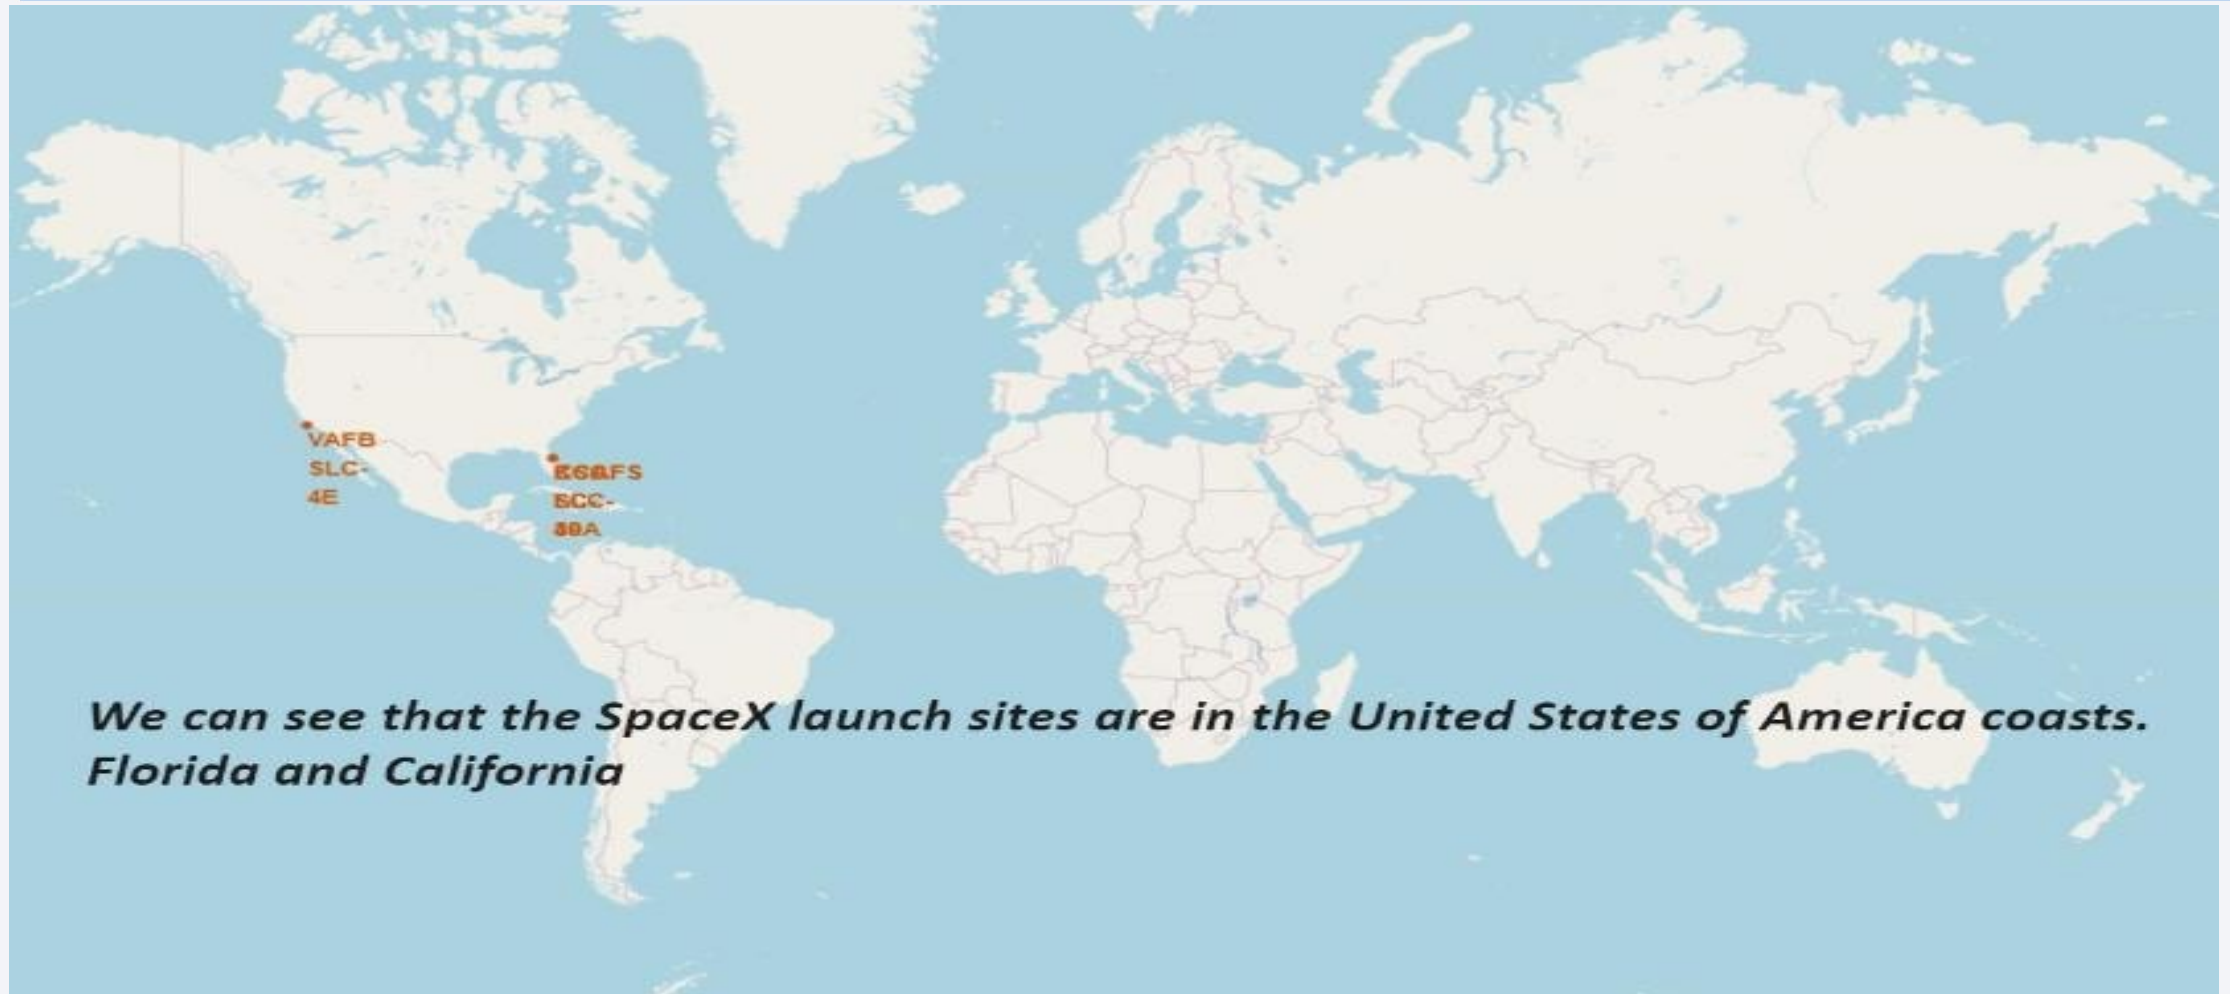 VAFB
SLC-
4E
We can see that the SpaceX launch sites are in the United States of America coasts.
Florida and California